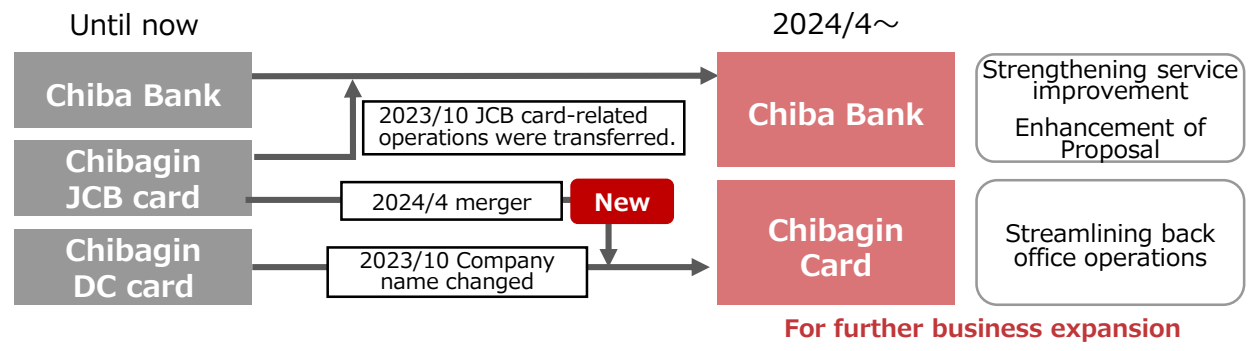 Until now
2024/4～
Chiba Bank
2023/10 JCB card-related
operations were transferred.
Chiba Bank
Strengthening service
improvement
Enhancement of
Proposal
Chibagin
JCB card
2024/4 merger
New
Chibagin
DC card
2023/10 Company
name changed
Chibagin
Card
Streamlining back
office operations
For further business expansion